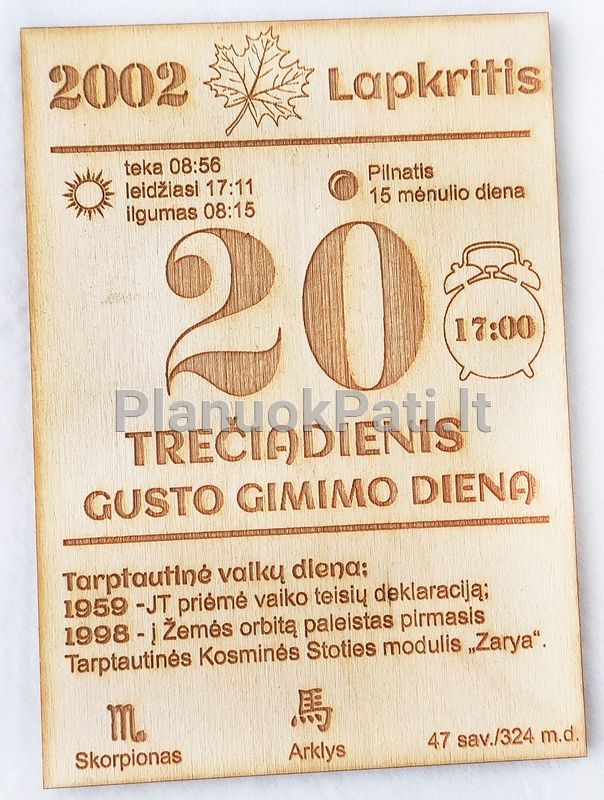 2002 Lapkritis
teka 08:56
leidžiasi 17:11
ilgumas 08:15
Pilnatis
15 mėnulio diena
20
17:00
PlanuokPati.lt
TREČIADIENIS
GUSTO GIMIMO DIENA
Tarptautinė vaikų diena;
1959 -JT priėmė vaiko teisių deklaraciją;
1998 - į Žemės orbitą paleistas pirmasis
Tarptautinės Kosminės Stoties modulis „Zarya“.
馬
Skorpionas
Arklys
47 sav./324 m.d.